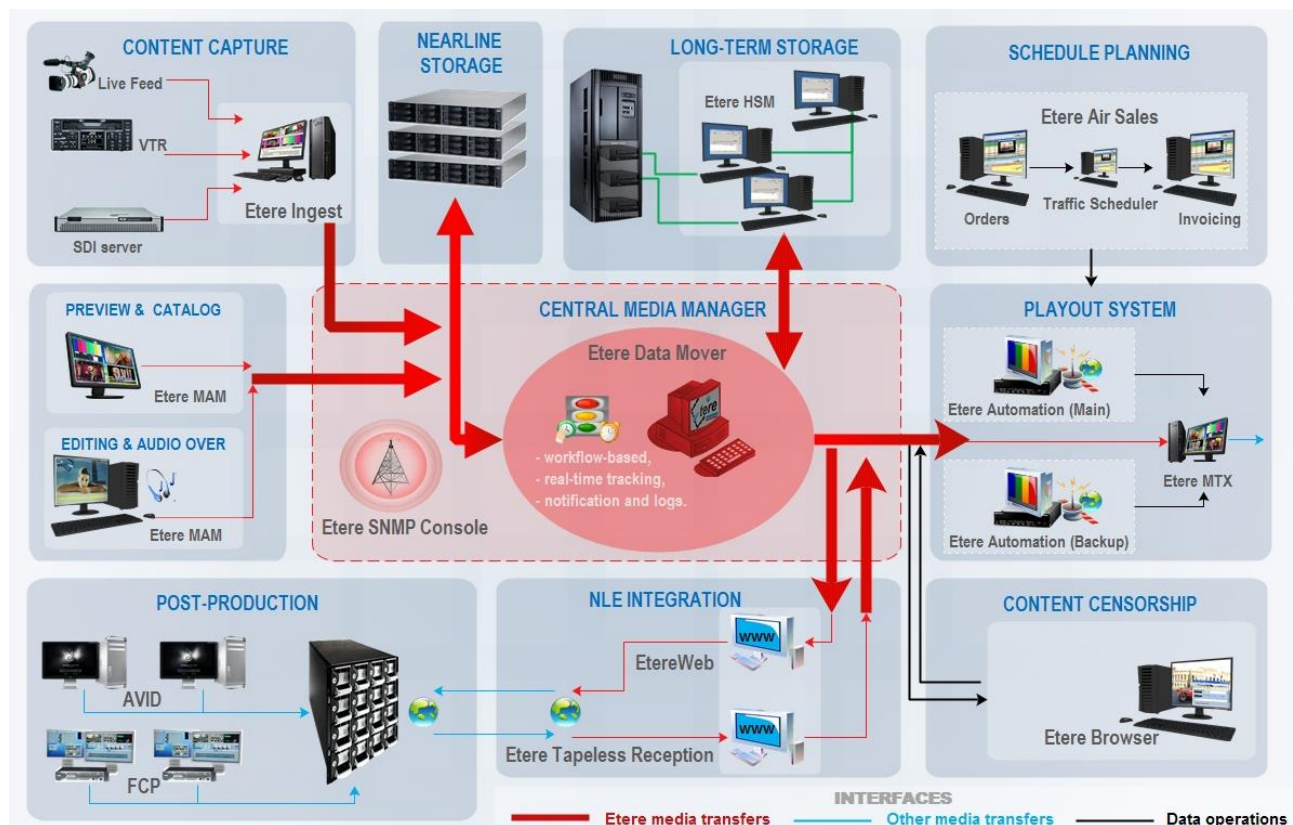 CONTENT CAPTURE
Live Feed
VTR
SDI server
Etere Ingest
NEARLINE
STORAGE
LONG-TERM STORAGE
Etere HSM
SCHEDULE PLANNING
Etere Air Sales
Orders
Traffic Scheduler
Invoicing
PREVIEW & CATALOG
Etere MAM
EDITING & AUDIO OVER
Etere MAM
CENTRAL MEDIA MANAGER
Etere Data Mover
- workflow-based,
- real-time tracking,
- notification and logs.
Etere SNMP Console
PLAYOUT SYSTEM
Etere Automation (Main)
Etere MTX
Etere Automation (Backup)
POST-PRODUCTION
AVID
FCP
NLE INTEGRATION
www
EtereWeb
www
Etere Tapeless Reception
CONTENT CENSORSHIP
Etere Browser
INTERFACES
Etere media transfers
Other media transfers
Data operations